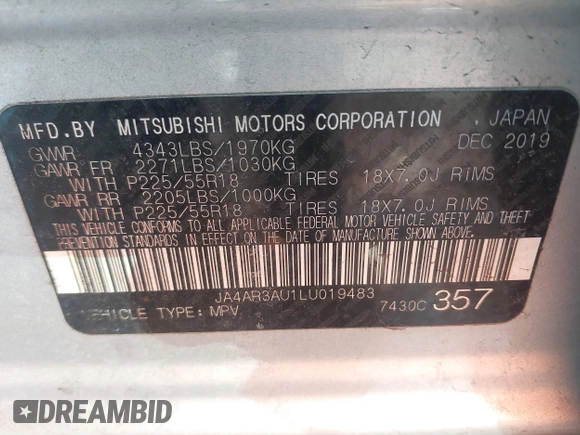 MFD.BY MITSUBISHI MOTORS CORPORATION , JAPAN
GVWR 4343LBS/1970KG DEC 2019
GAWR FR 2271LBS/1030KG
WITH P225/55R18 TIRES 18X7.0J RIMS
GAWR RR 2205LBS/1000KG
WITH P225/55R18 TIRES 18X7.0J RIMS
THIS VEHICLE CONFORMS TO ALL APPLICABLE FEDERAL MOTOR VEHICLE SAFETY AND THEFT
PREVENTION STANDARDS IN EFFECT ON THE DATE OF MANUFACTURE SHOWN ABOVE.
JA4AR3AU1LU019483
VEHICLE TYPE: MPV 7430C 357
DREAMBID